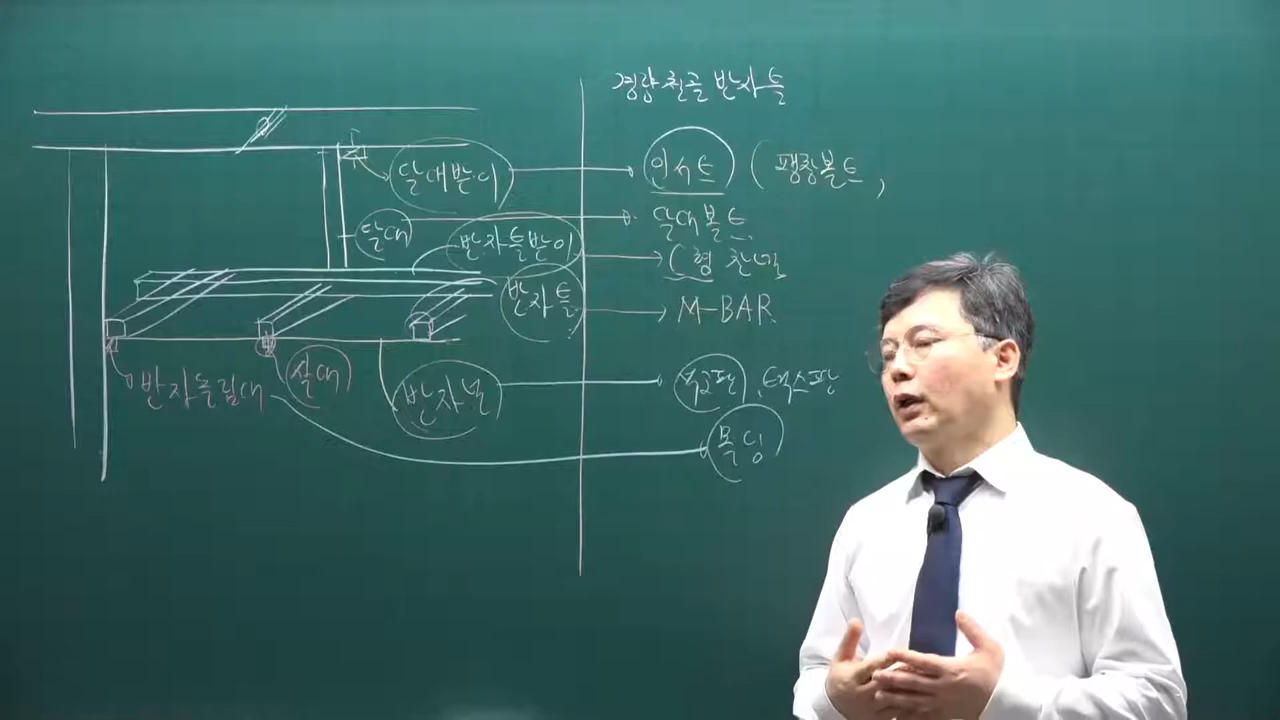 경량철골 반자틀
달대받이
인서트 ( 팽창볼트,
달대
달대볼트
반자틀받이
C형 찬넬
반자틀
M-BAR
반자돌림대
살대
반자널
석고판, 텍스판
몰딩